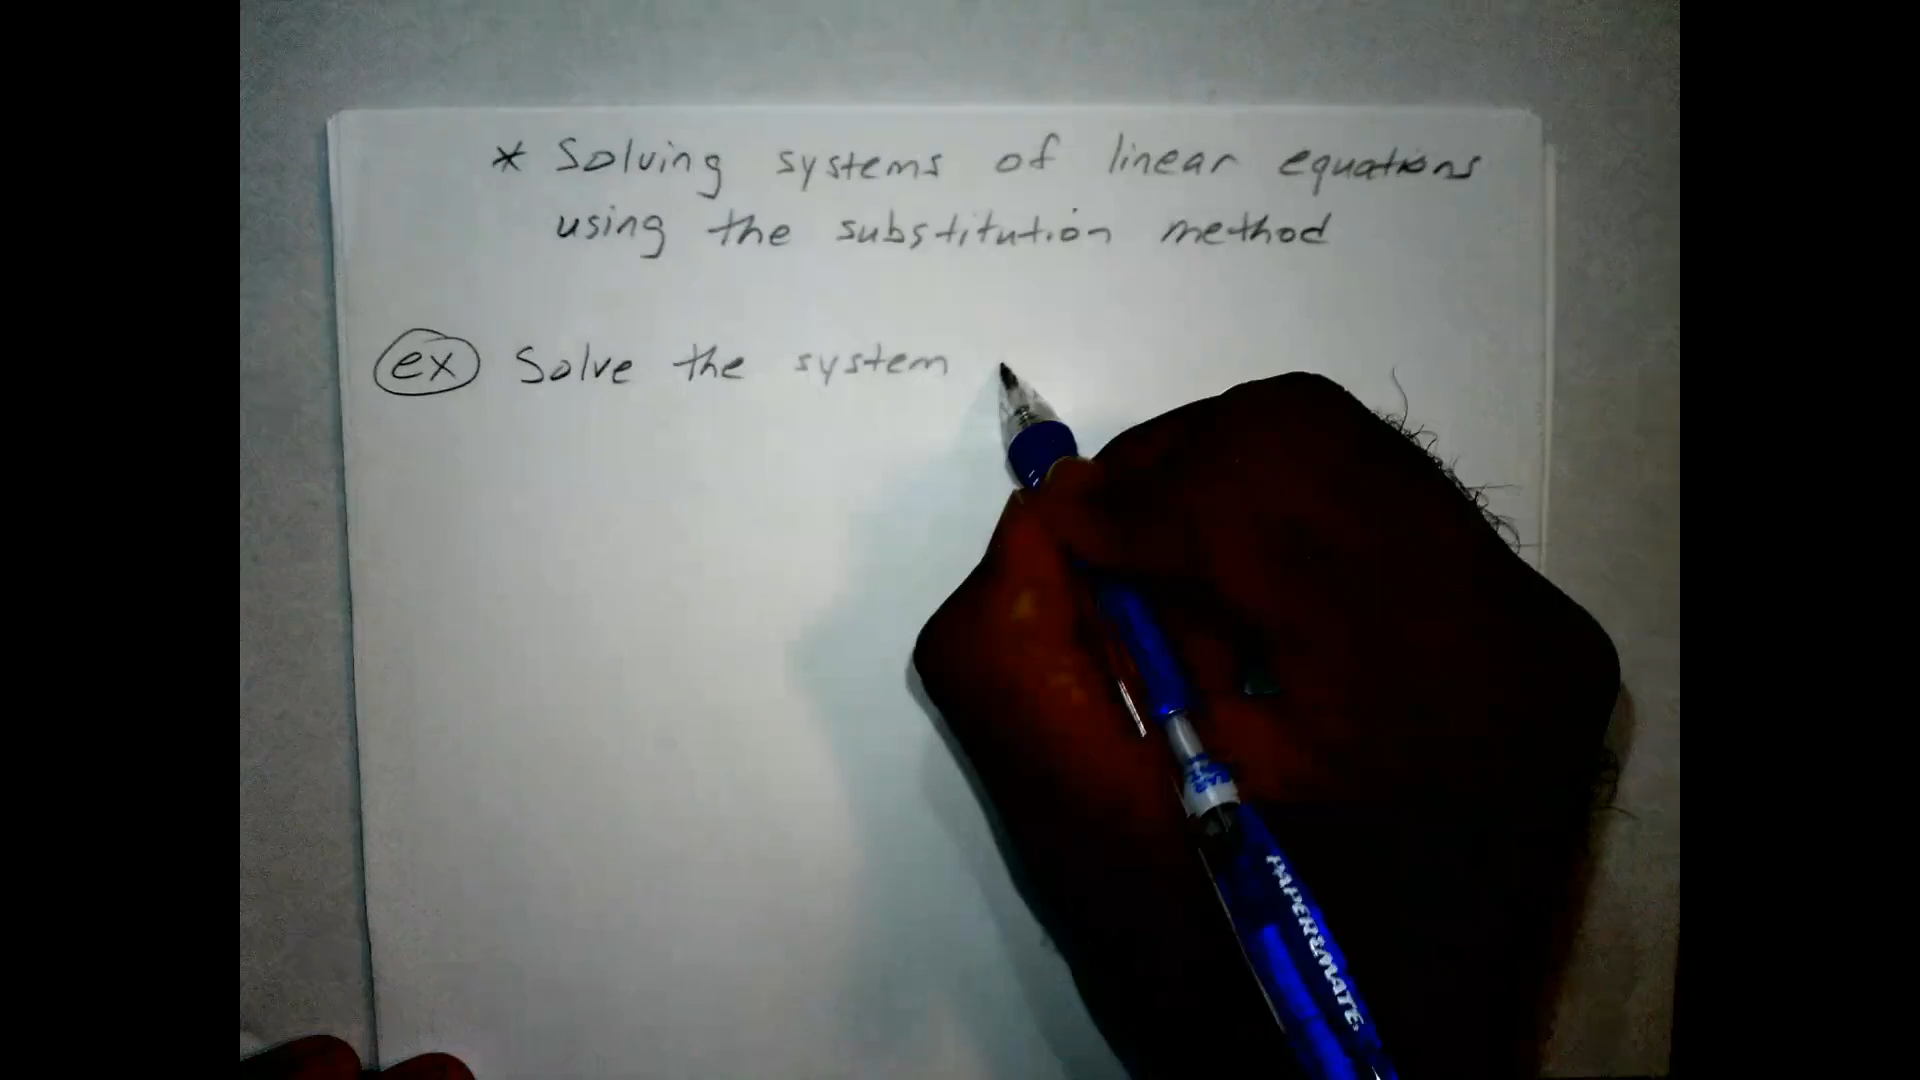 * Solving systems of linear equations
using the substitution method
ex Solve the system
PAPERMATE